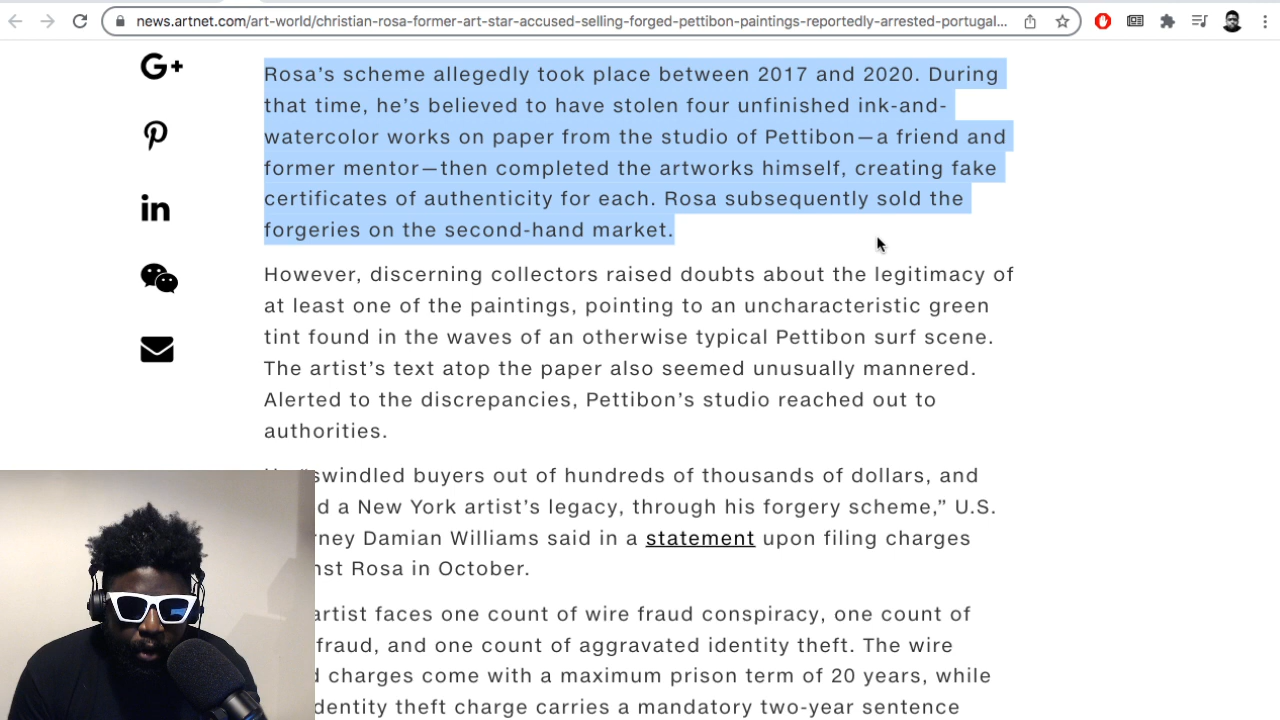 news.artnet.com/art-world/christian-rosa-former-art-star-accused-selling-forged-pettibon-paintings-reportedly-arrested-portugal...
G+
in
Rosa’s scheme allegedly took place between 2017 and 2020. During
that time, he’s believed to have stolen four unfinished ink-and-
watercolor works on paper from the studio of Pettibon—a friend and
former mentor—then completed the artworks himself, creating fake
certificates of authenticity for each. Rosa subsequently sold the
forgeries on the second-hand market.
However, discerning collectors raised doubts about the legitimacy of
at least one of the paintings, pointing to an uncharacteristic green
tint found in the waves of an otherwise typical Pettibon surf scene.
The artist’s text atop the paper also seemed unusually mannered.
Alerted to the discrepancies, Pettibon’s studio reached out to
authorities.
“swindled buyers out of hundreds of thousands of dollars, and
a New York artist’s legacy, through his forgery scheme,” U.S.
rney Damian Williams said in a statement upon filing charges
nst Rosa in October.
artist faces one count of wire fraud conspiracy, one count of
fraud, and one count of aggravated identity theft. The wire
charges come with a maximum prison term of 20 years, while
dentity theft charge carries a mandatory two-year sentence